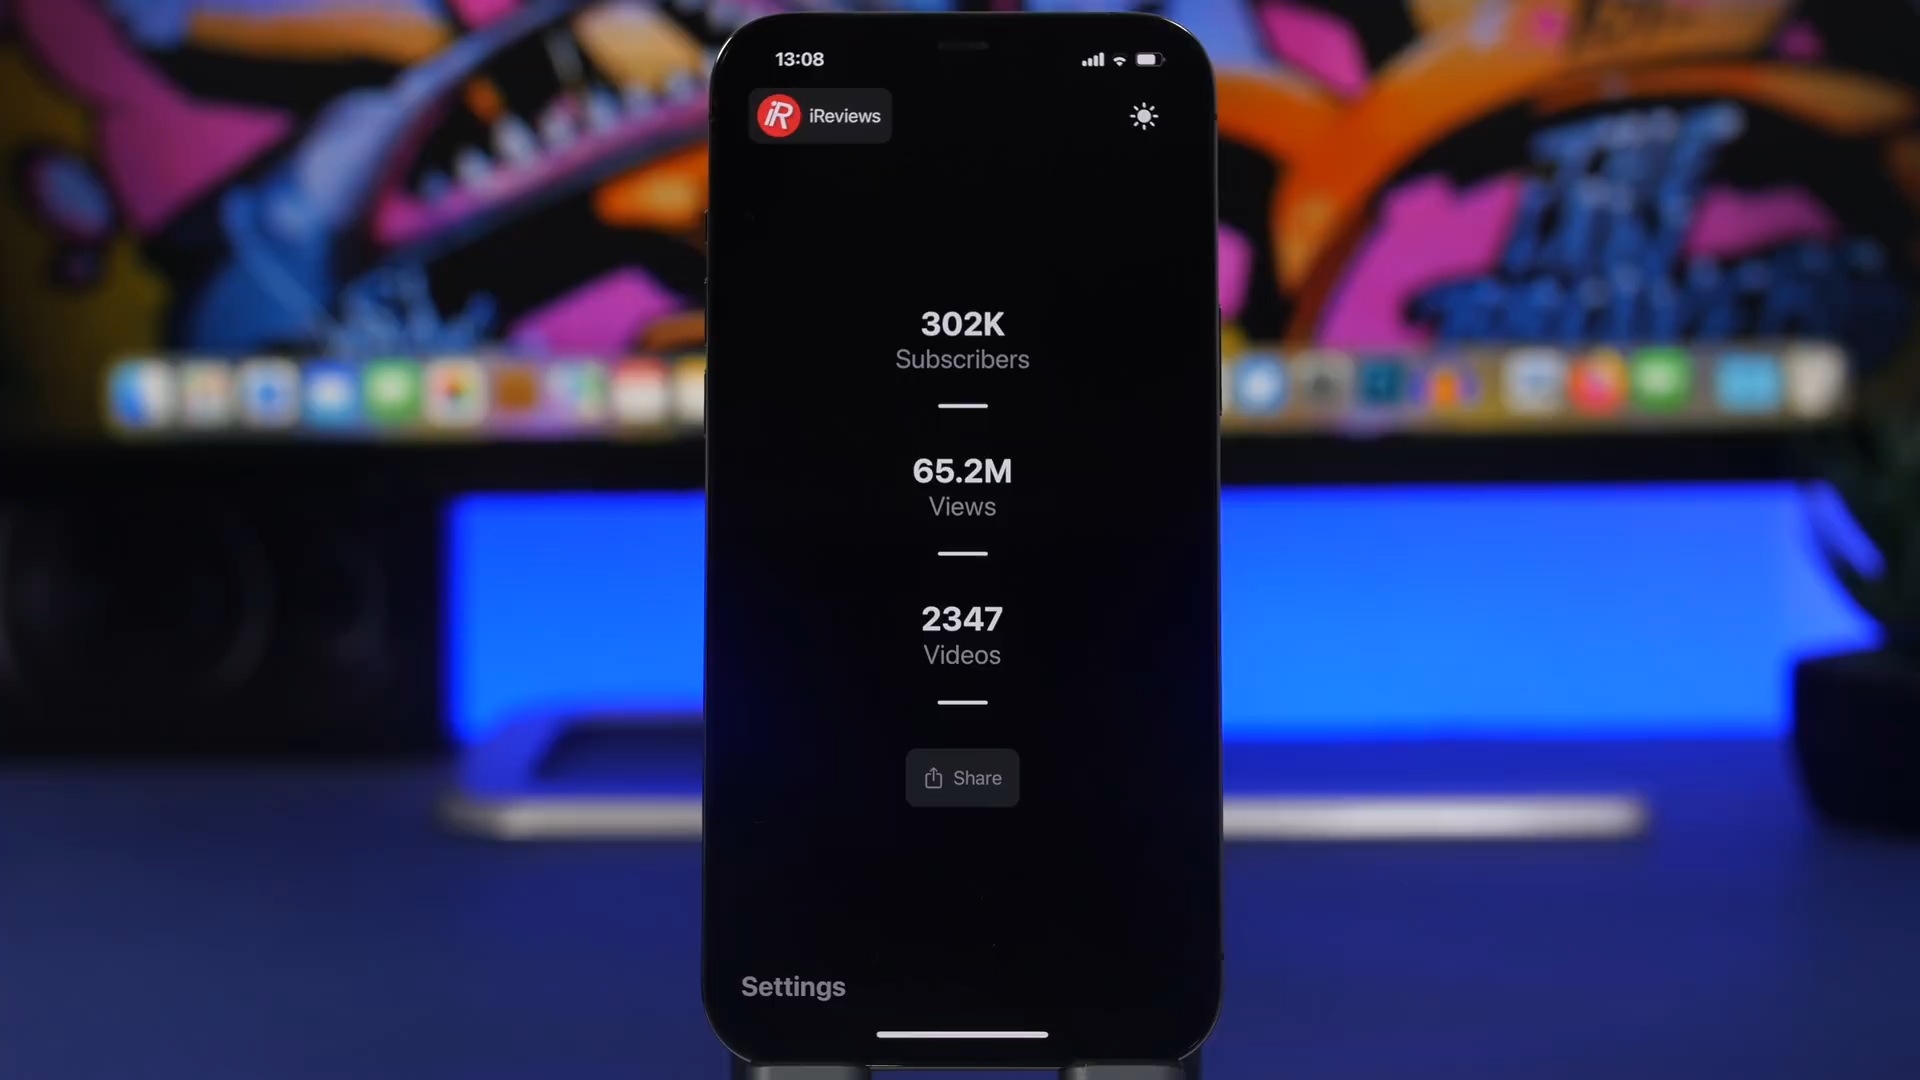 13:08
iR iReviews
302K
Subscribers
65.2M
Views
2347
Videos
Share
Settings